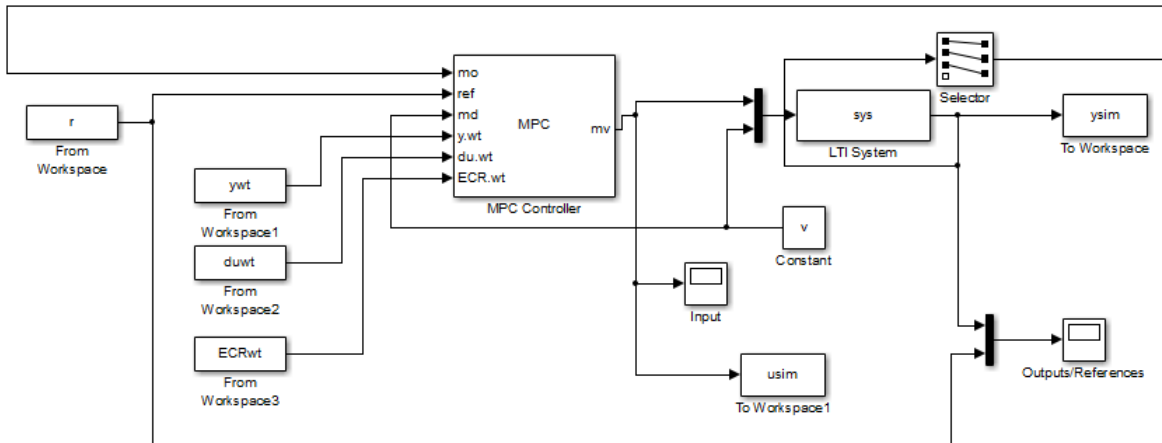 mo
ref
md
y.wt
du.wt
ECR.wt
MPC
mv
MPC Controller
r
From
Workspace
ywt
From
Workspace1
duwt
From
Workspace2
ECRwt
From
Workspace3
Selector
sys
LTI System
ysim
To Workspace
v
Constant
Input
usim
To Workspace1
Outputs/References